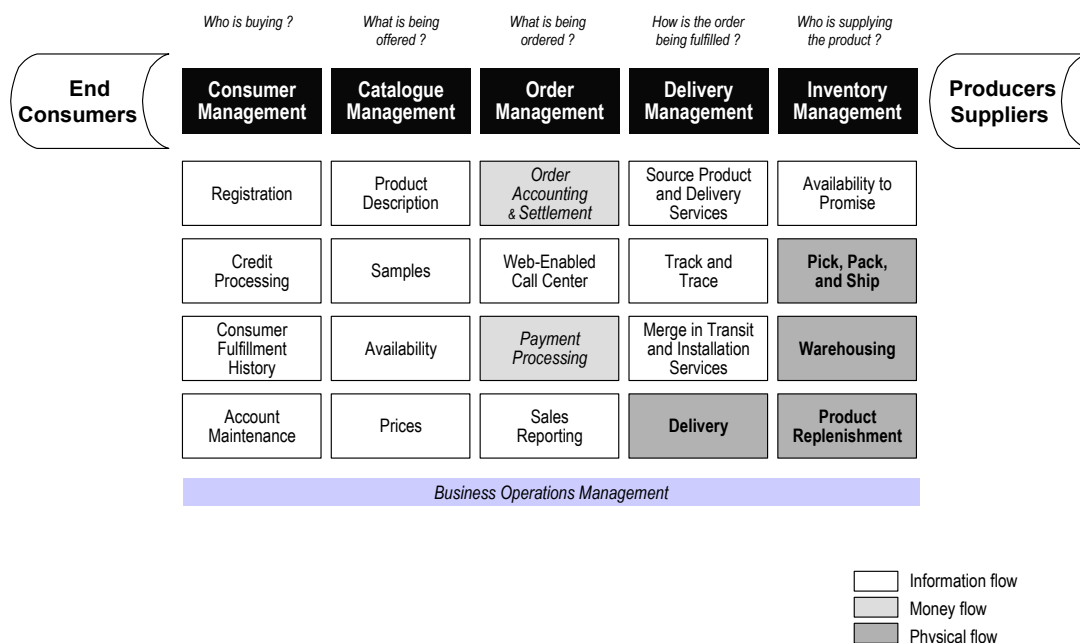 Who is buying ?
What is being
offered ?
What is being
ordered ?
How is the order
being fulfilled ?
Who is supplying
the product ?
End
Consumers
Consumer
Management
Catalogue
Management
Order
Management
Delivery
Management
Inventory
Management
Producers
Suppliers
Registration
Product
Description
Order
Accounting
& Settlement
Source Product
and Delivery
Services
Availability to
Promise
Credit
Processing
Samples
Web-Enabled
Call Center
Track and
Trace
Pick, Pack,
and Ship
Consumer
Fulfillment
History
Availability
Payment
Processing
Merge in Transit
and Installation
Services
Warehousing
Account
Maintenance
Prices
Sales
Reporting
Delivery
Product
Replenishment
Business Operations Management
Information flow
Money flow
Physical flow